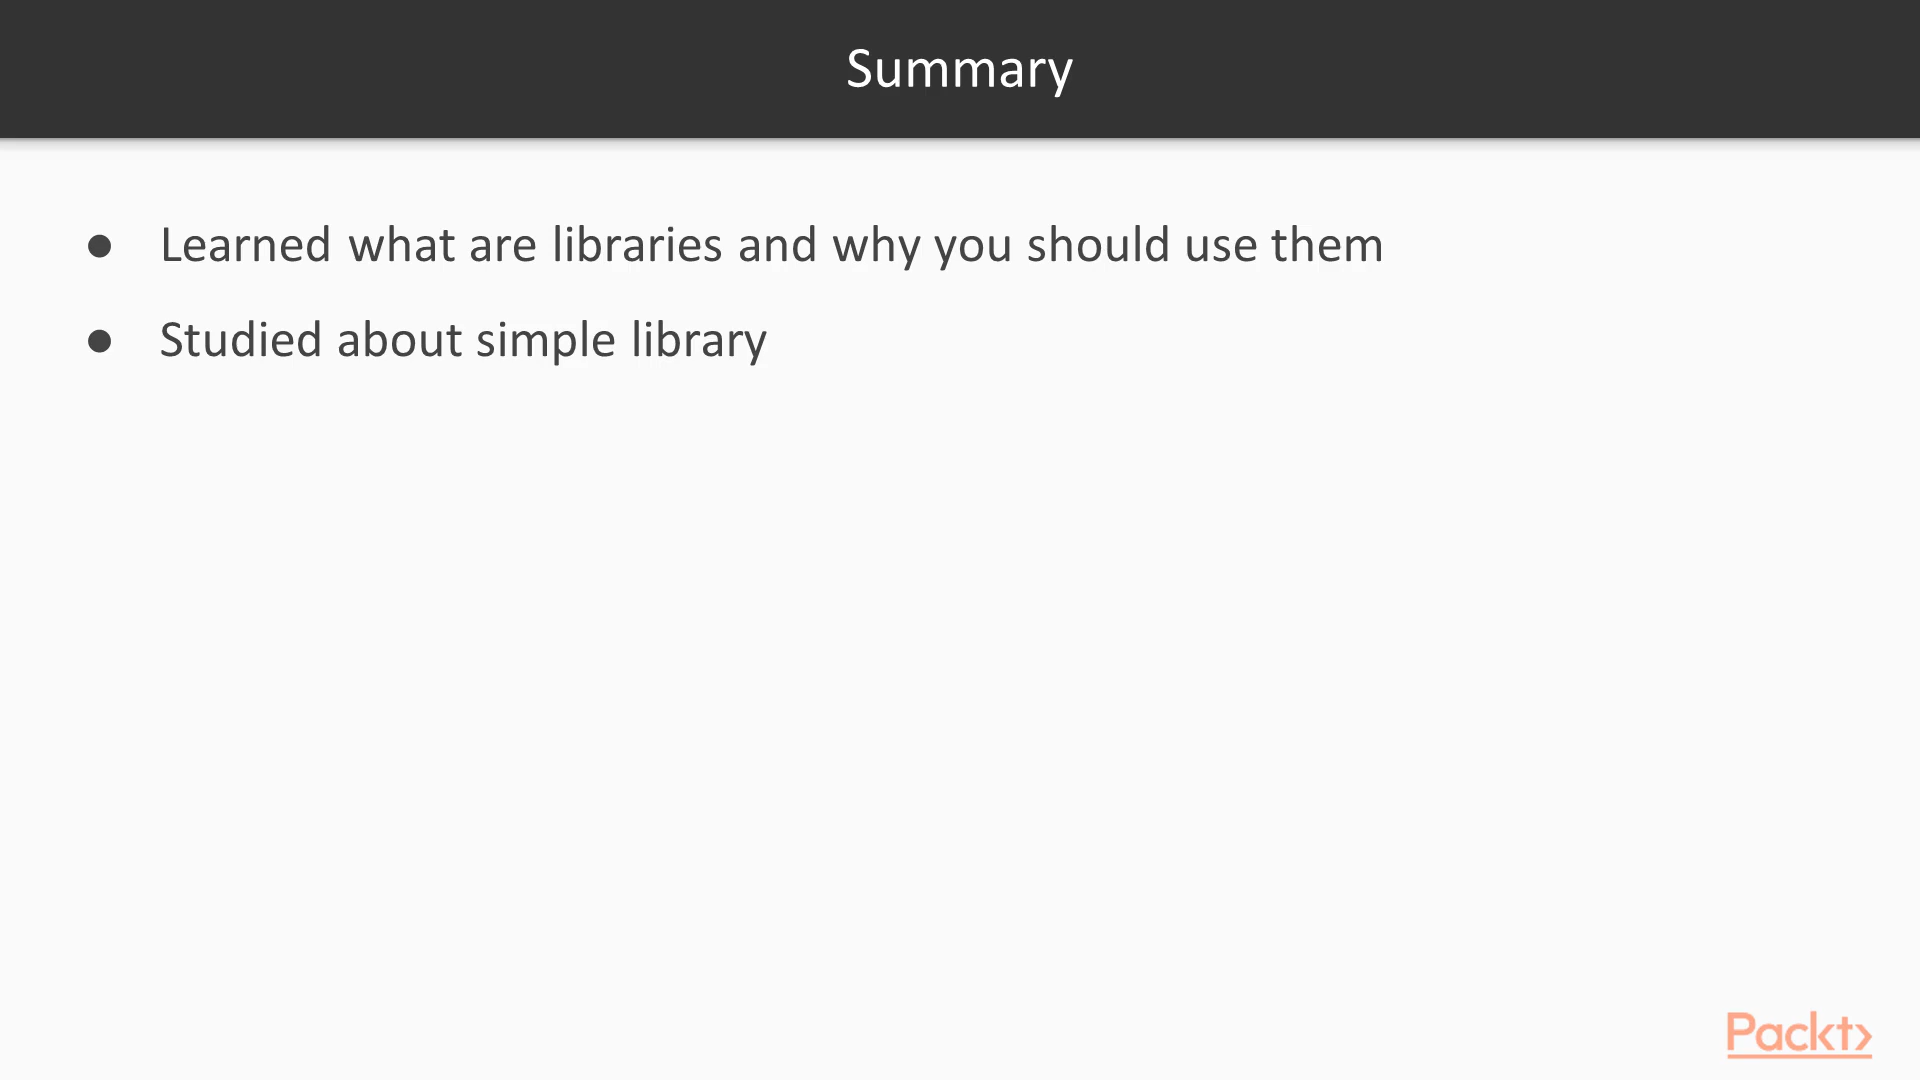 Summary
● Learned what are libraries and why you should use them
● Studied about simple library
Packt>